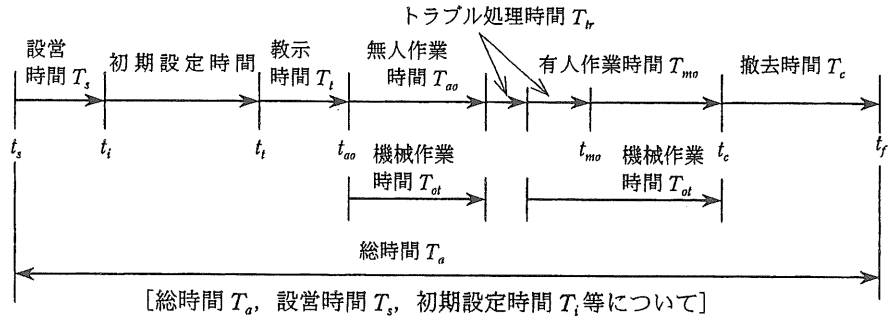 トラブル処理時間 T_tr
設営
時間 T_s
初期設定時間
教示
時間 T_t
無人作業
時間 T_ao
有人作業時間 T_mo
撤去時間 T_c
t_s
t_i
t_t
t_ao
t_mo
t_c
t_f
機械作業
時間 T_ot
機械作業
時間 T_ot
総時間 T_a
[総時間 T_a, 設営時間 T_s, 初期設定時間 T_i 等について]